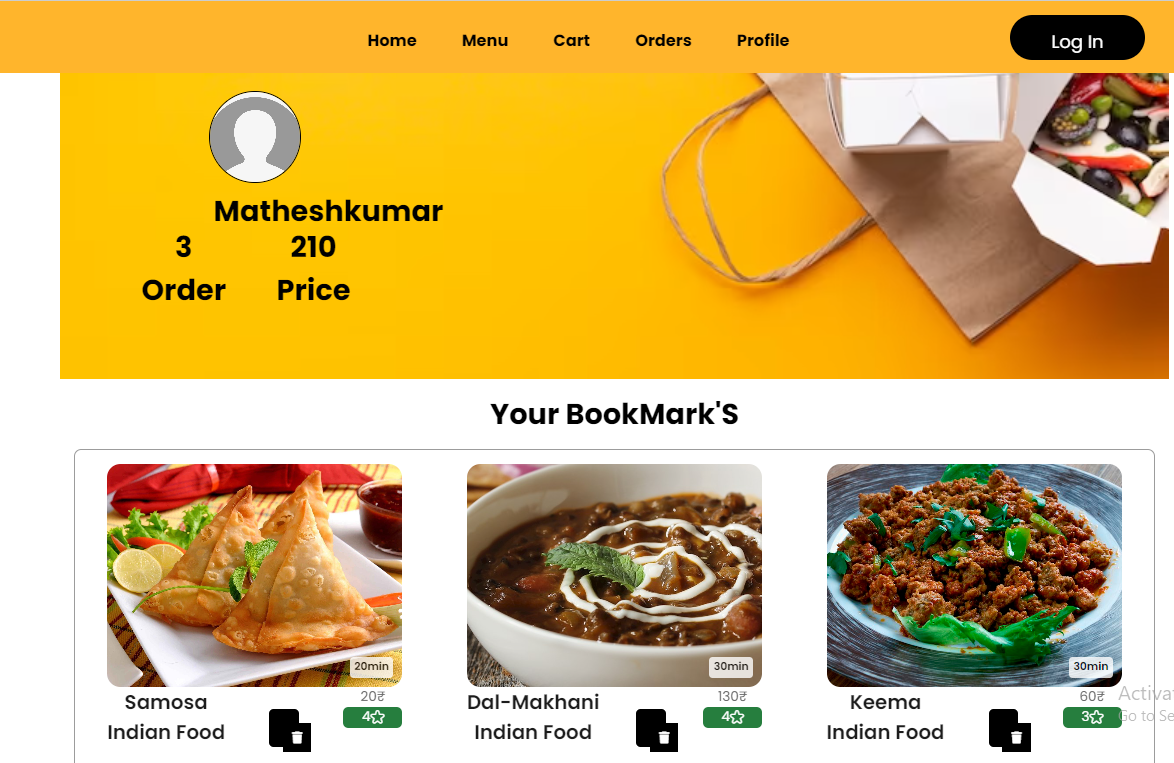 Home Menu Cart Orders Profile Log In
Matheshkumar
3 210
Order Price
Your BookMark'S
20min 30min 30min
Samosa 20₹ Dal-Makhani 130₹ Keema 60₹
4 4 3
Indian Food Indian Food Indian Food
Go to Se